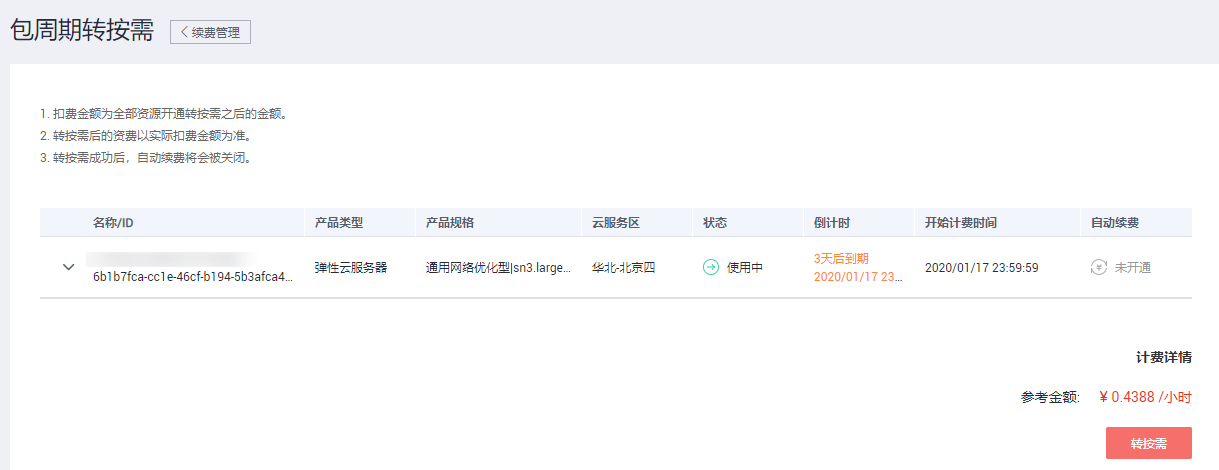 包周期转按需
续费管理
1. 扣费金额为全部资源开通转按需之后的金额。
2. 转按需后的资费以实际扣费金额为准。
3. 转按需成功后，自动续费将会被关闭。
名称/ID 产品类型 产品规格 云服务区 状态 倒计时 开始计费时间 自动续费
6b1b7fca-cc1e-46cf-b194-5b3afca4... 弹性云服务器 通用网络优化型|sn3.large... 华北-北京四 使用中 3天后到期 2020/01/17 23:59:59 未开通
2020/01/17 23...
计费详情
参考金额: ¥ 0.4388 /小时
转按需